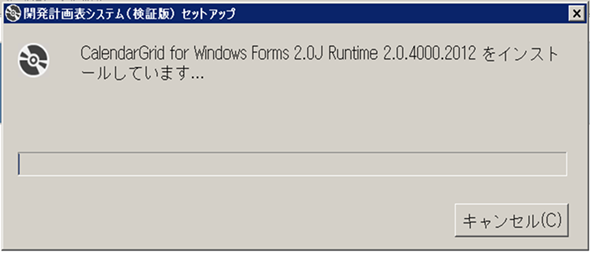 開発計画表システム(検証版) セットアップ
CalendarGrid for Windows Forms 2.0J Runtime 2.0.4000.2012 をインスト
ールしています...
キャンセル(C)